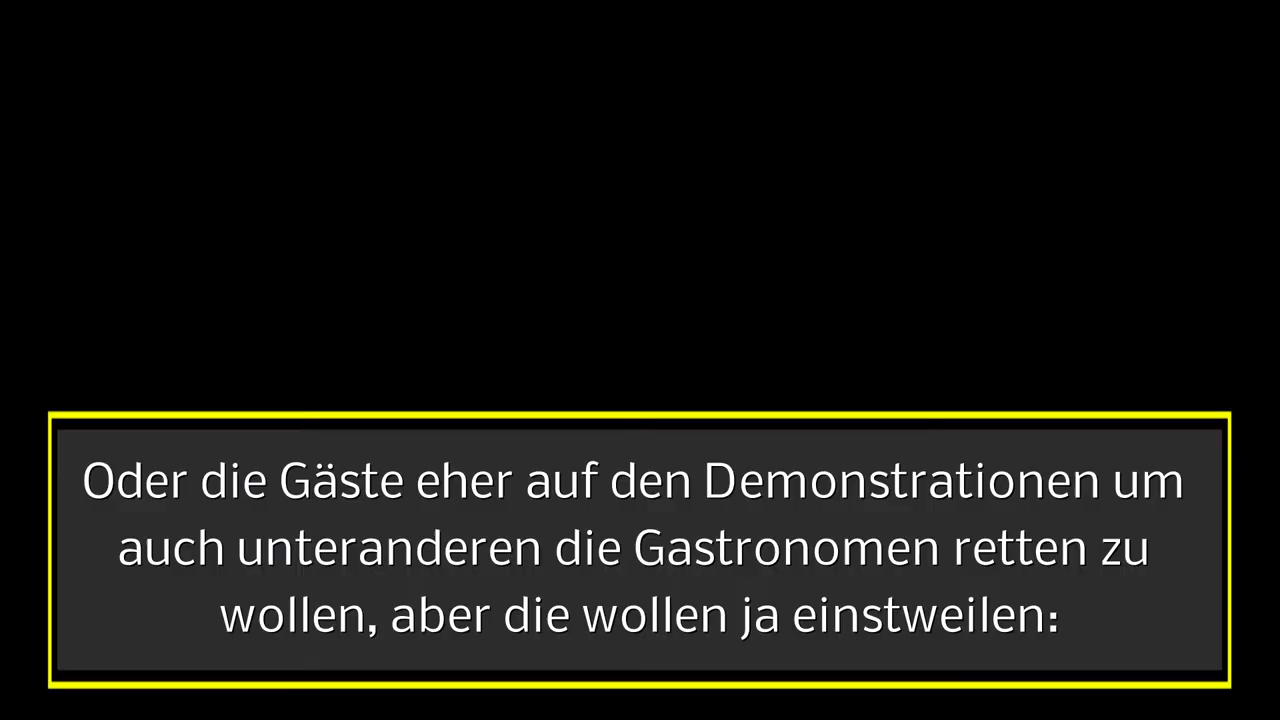 Oder die Gäste eher auf den Demonstrationen um
auch unteranderen die Gastronomen retten zu
wollen, aber die wollen ja einstweilen: